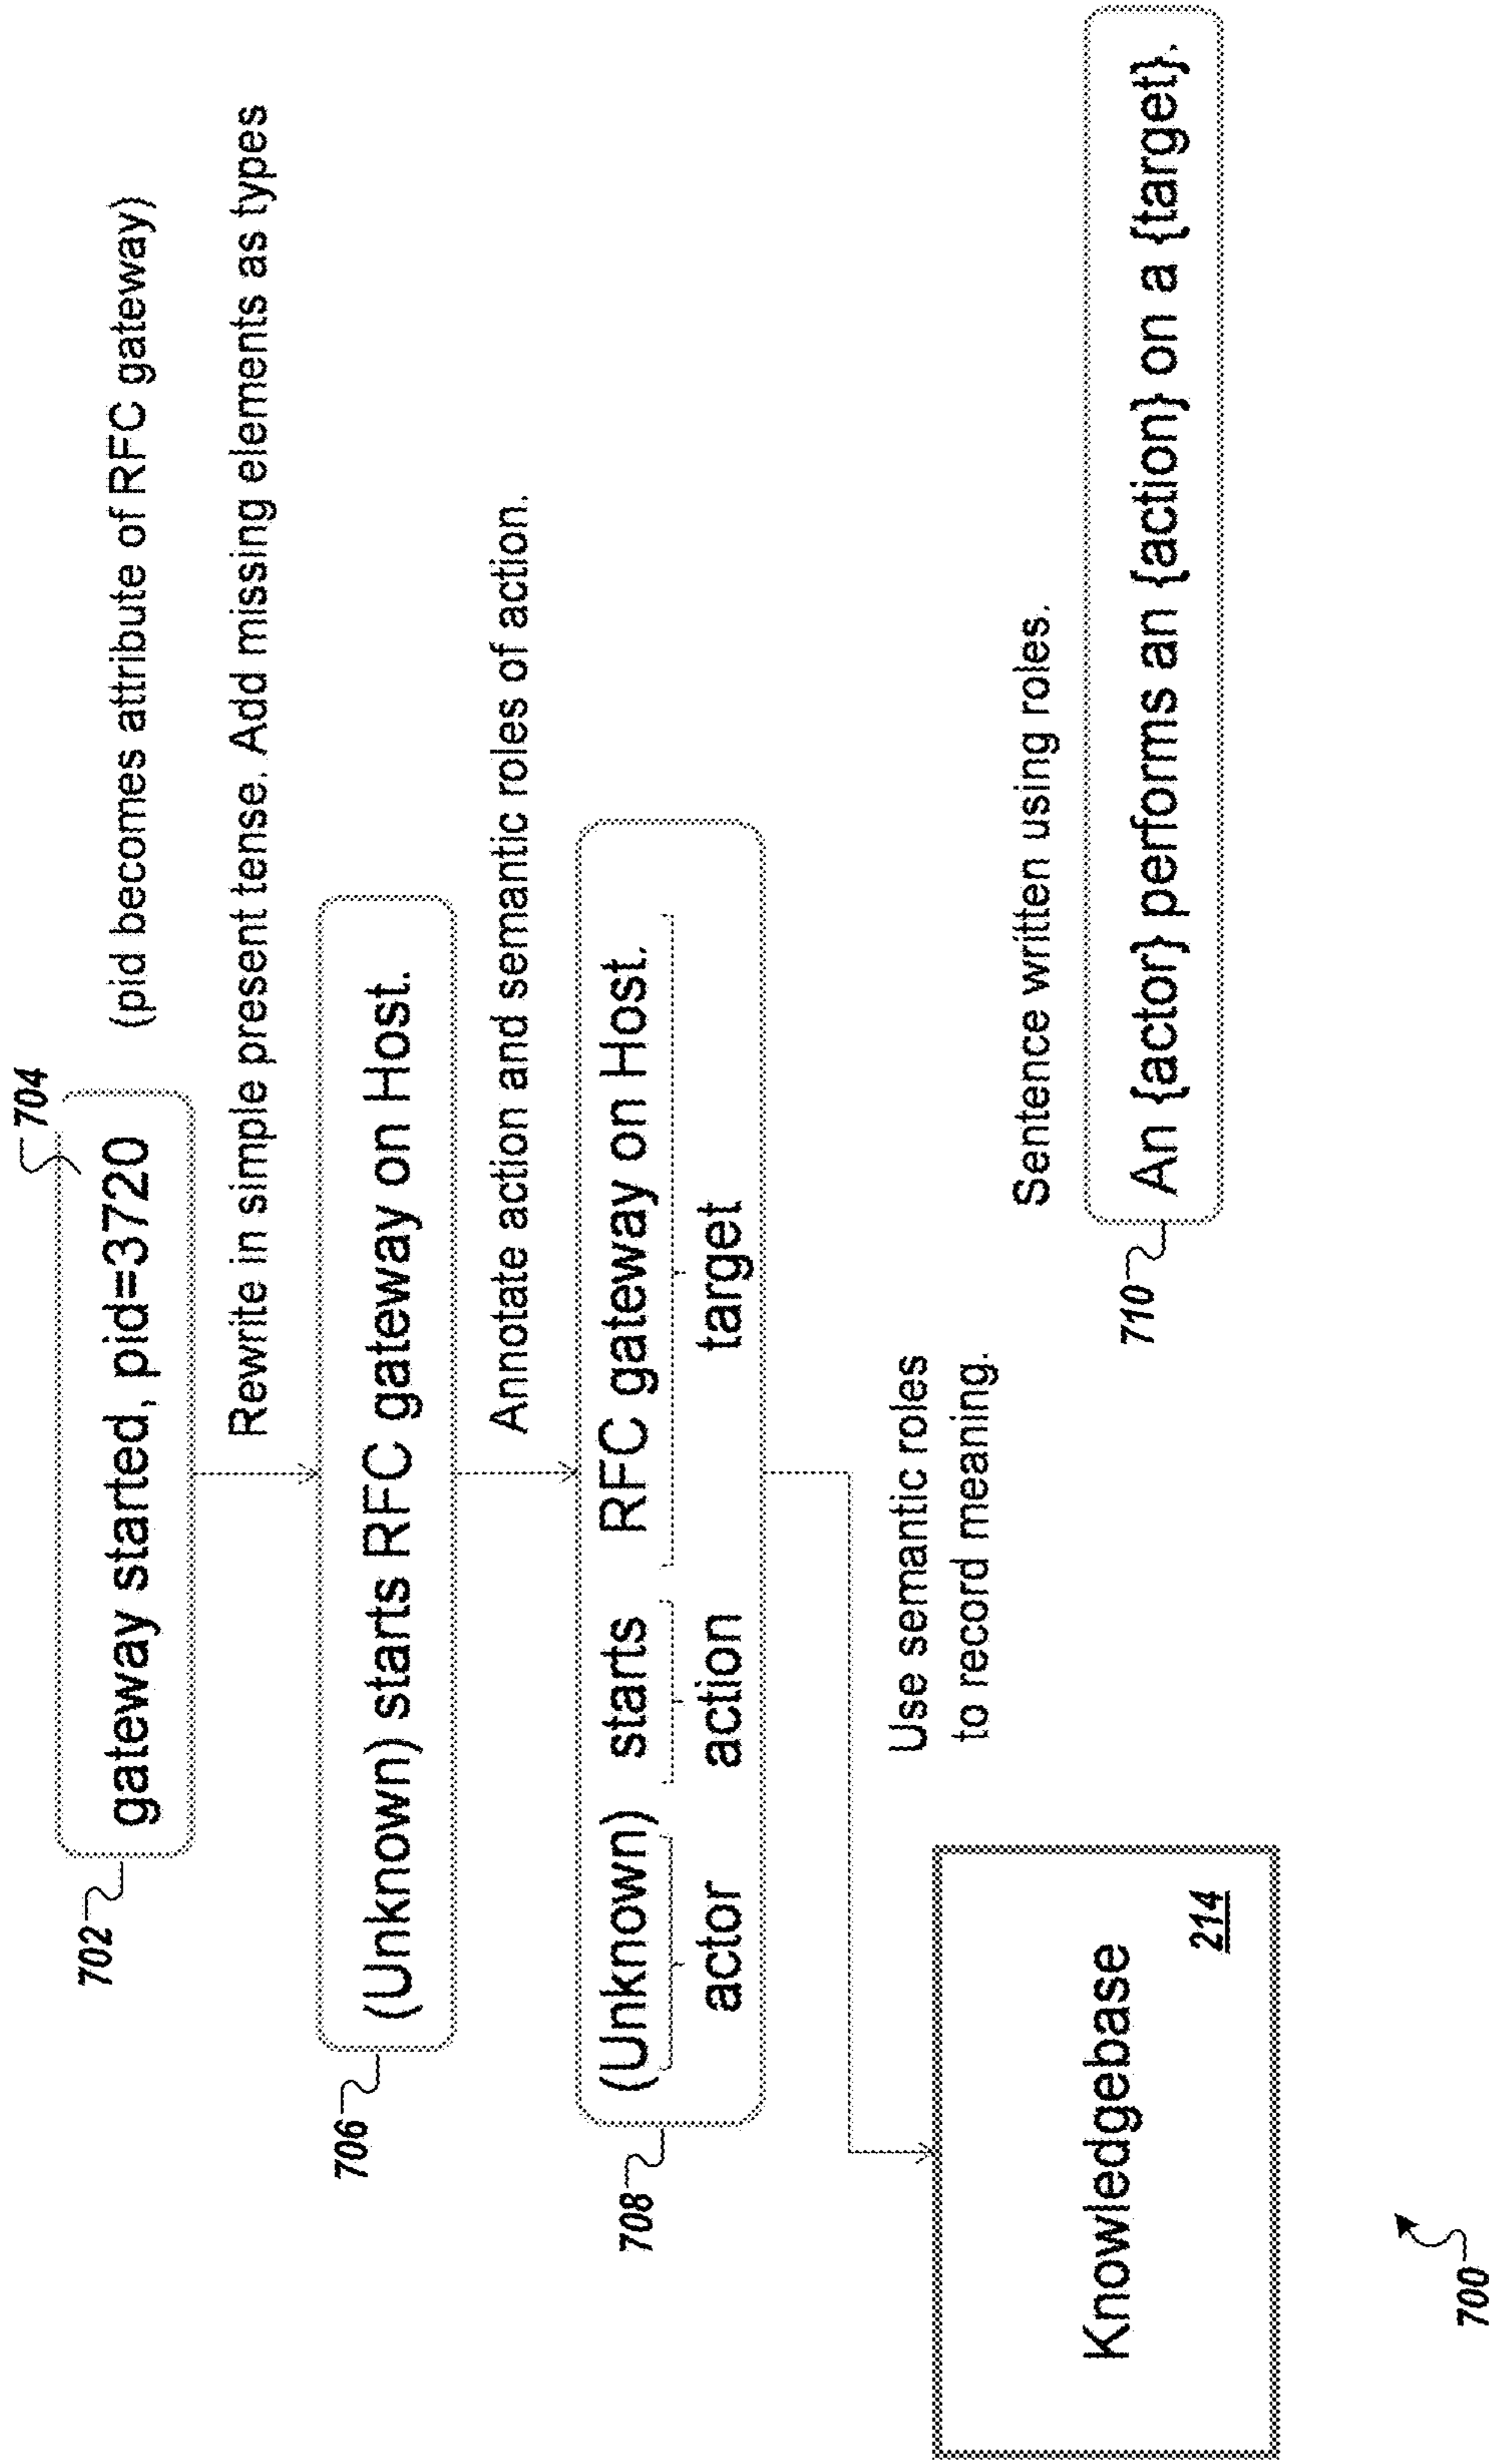 704
702
gateway started, pid=3720
(pid becomes attribute of RFC gateway)
Rewrite in simple present tense. Add missing elements as types
706
(Unknown) starts RFC gateway on Host.
Annotate action and semantic roles of action.
708
(Unknown) starts RFC gateway on Host.
actor action target
Use semantic roles
to record meaning.
Knowledgebase
214
Sentence written using roles.
710
An {actor} performs an {action} on a {target}.
700